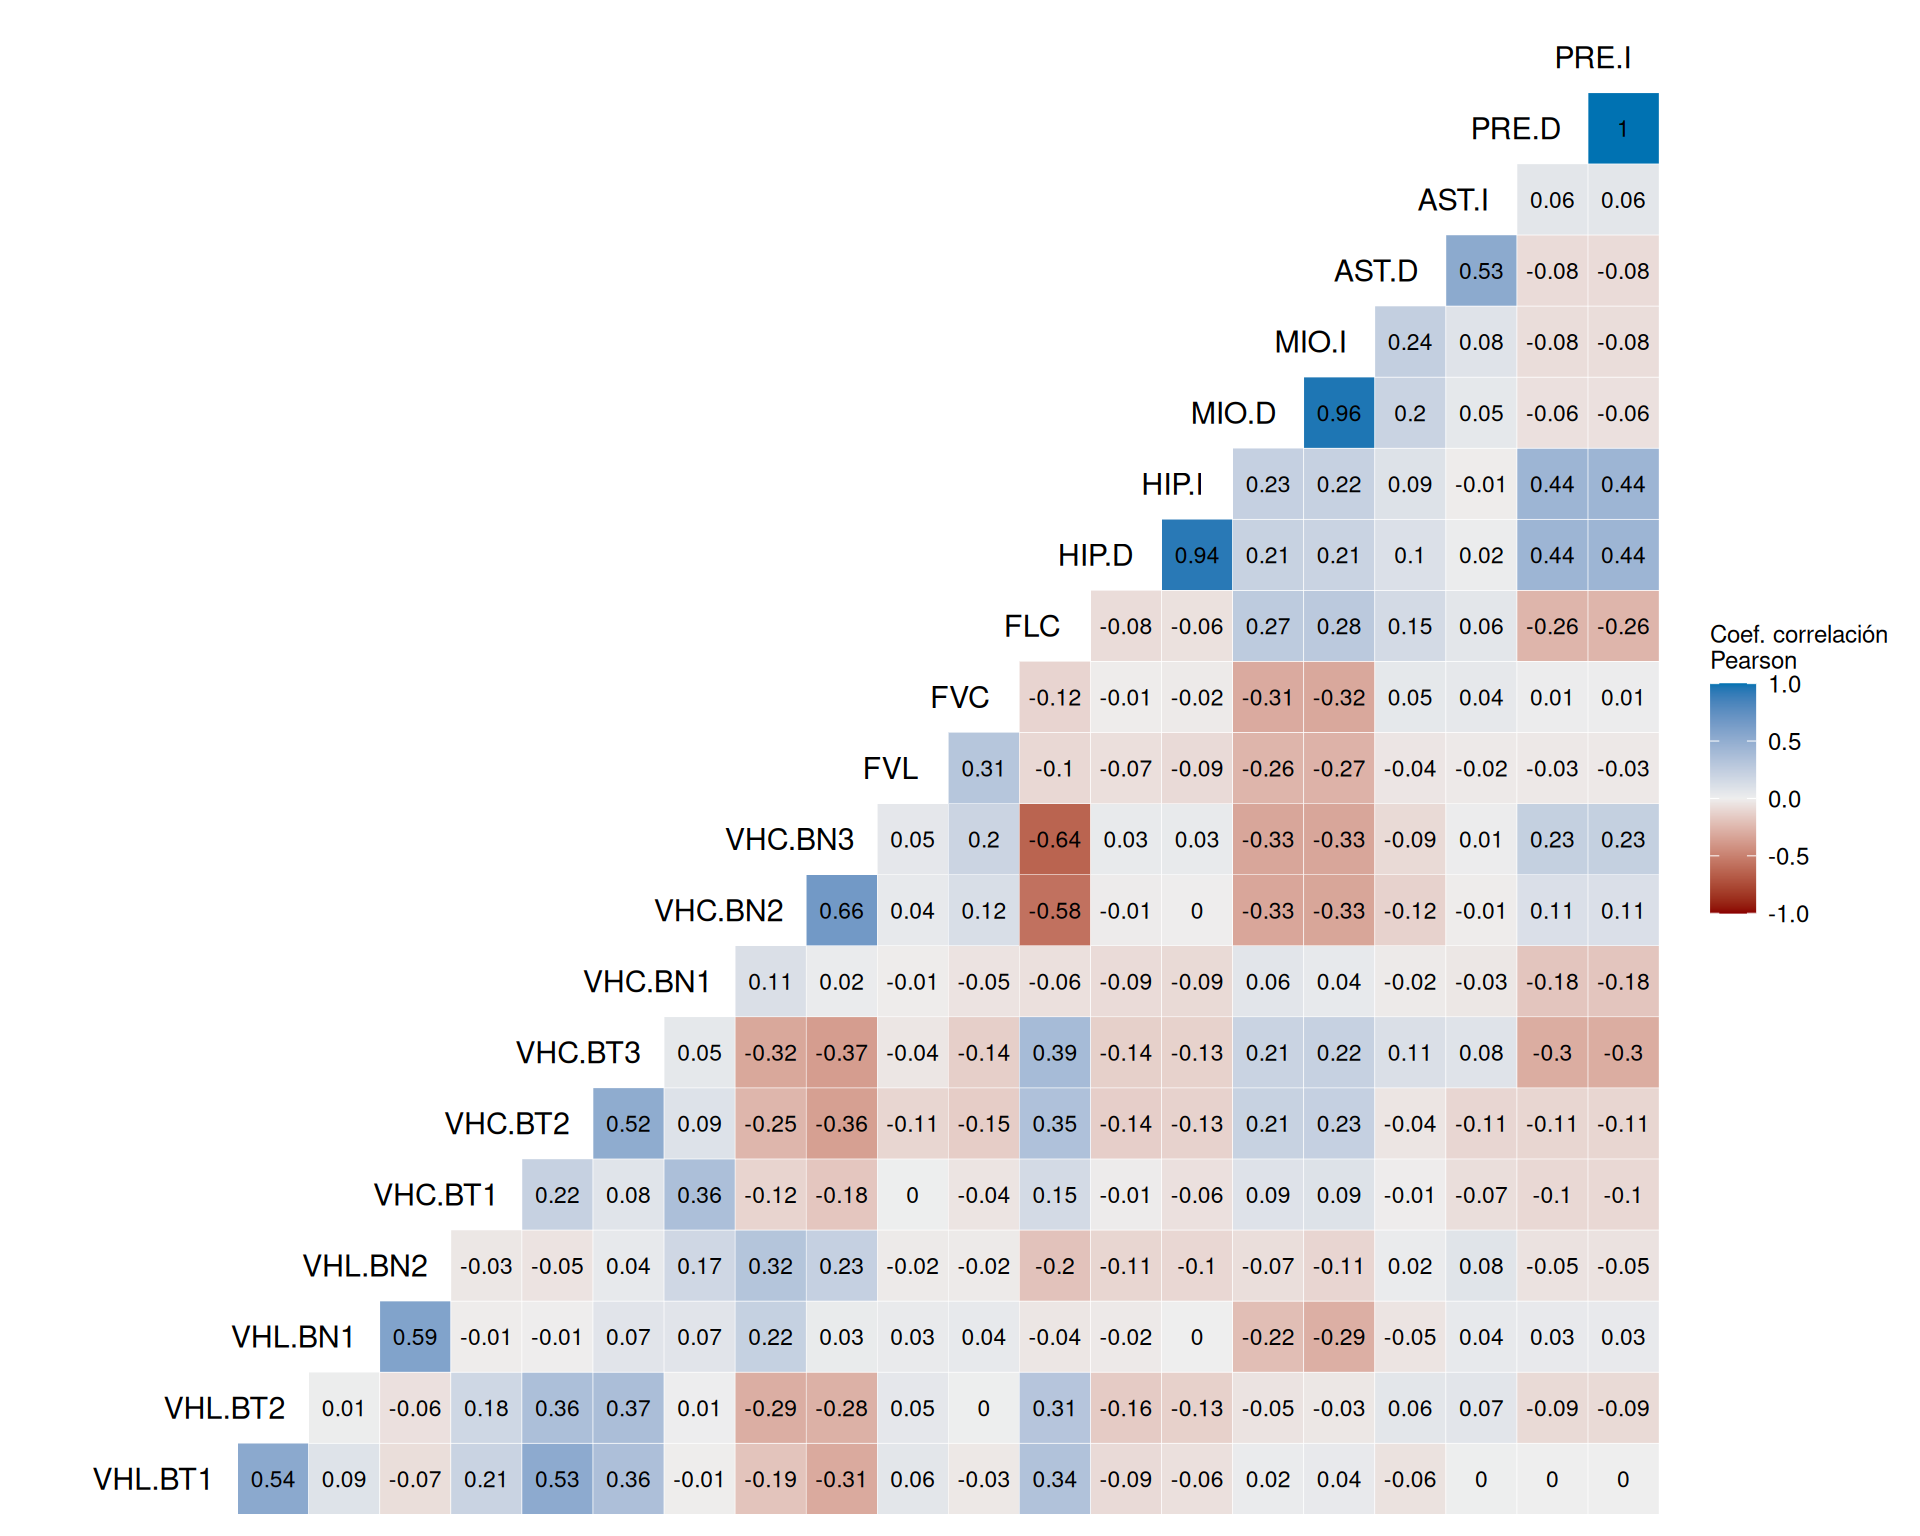 PRE.I
PRE.D 1
AST.I 0.06 0.06
AST.D 0.53 -0.08 -0.08
MIO.I 0.24 0.08 -0.08 -0.08
MIO.D 0.96 0.2 0.05 -0.06 -0.06
HIP.I 0.23 0.22 0.09 -0.01 0.44 0.44
HIP.D 0.94 0.21 0.21 0.1 0.02 0.44 0.44
FLC -0.08 -0.06 0.27 0.28 0.15 0.06 -0.26 -0.26
Coef. correlación
Pearson
FVC -0.12 -0.01 -0.02 -0.31 -0.32 0.05 0.04 0.01 0.01
1.0
FVL 0.31 -0.1 -0.07 -0.09 -0.26 -0.27 -0.04 -0.02 -0.03 -0.03
0.5
0.0
VHC.BN3 0.05 0.2 -0.64 0.03 0.03 -0.33 -0.33 -0.09 0.01 0.23 0.23
-0.5
VHC.BN2 0.66 0.04 0.12 -0.58 -0.01 0 -0.33 -0.33 -0.12 -0.01 0.11 0.11
-1.0
VHC.BN1 0.11 0.02 -0.01 -0.05 -0.06 -0.09 -0.09 0.06 0.04 -0.02 -0.03 -0.18 -0.18
VHC.BT3 0.05 -0.32 -0.37 -0.04 -0.14 0.39 -0.14 -0.13 0.21 0.22 0.11 0.08 -0.3 -0.3
VHC.BT2 0.52 0.09 -0.25 -0.36 -0.11 -0.15 0.35 -0.14 -0.13 0.21 0.23 -0.04 -0.11 -0.11 -0.11
VHC.BT1 0.22 0.08 0.36 -0.12 -0.18 0 -0.04 0.15 -0.01 -0.06 0.09 0.09 -0.01 -0.07 -0.1 -0.1
VHL.BN2 -0.03 -0.05 0.04 0.17 0.32 0.23 -0.02 -0.02 -0.2 -0.11 -0.1 -0.07 -0.11 0.02 0.08 -0.05 -0.05
VHL.BN1 0.59 -0.01 -0.01 0.07 0.07 0.22 0.03 0.03 0.04 -0.04 -0.02 0 -0.22 -0.29 -0.05 0.04 0.03 0.03
VHL.BT2 0.01 -0.06 0.18 0.36 0.37 0.01 -0.29 -0.28 0.05 0 0.31 -0.16 -0.13 -0.05 -0.03 0.06 0.07 -0.09 -0.09
VHL.BT1 0.54 0.09 -0.07 0.21 0.53 0.36 -0.01 -0.19 -0.31 0.06 -0.03 0.34 -0.09 -0.06 0.02 0.04 -0.06 0 0 0